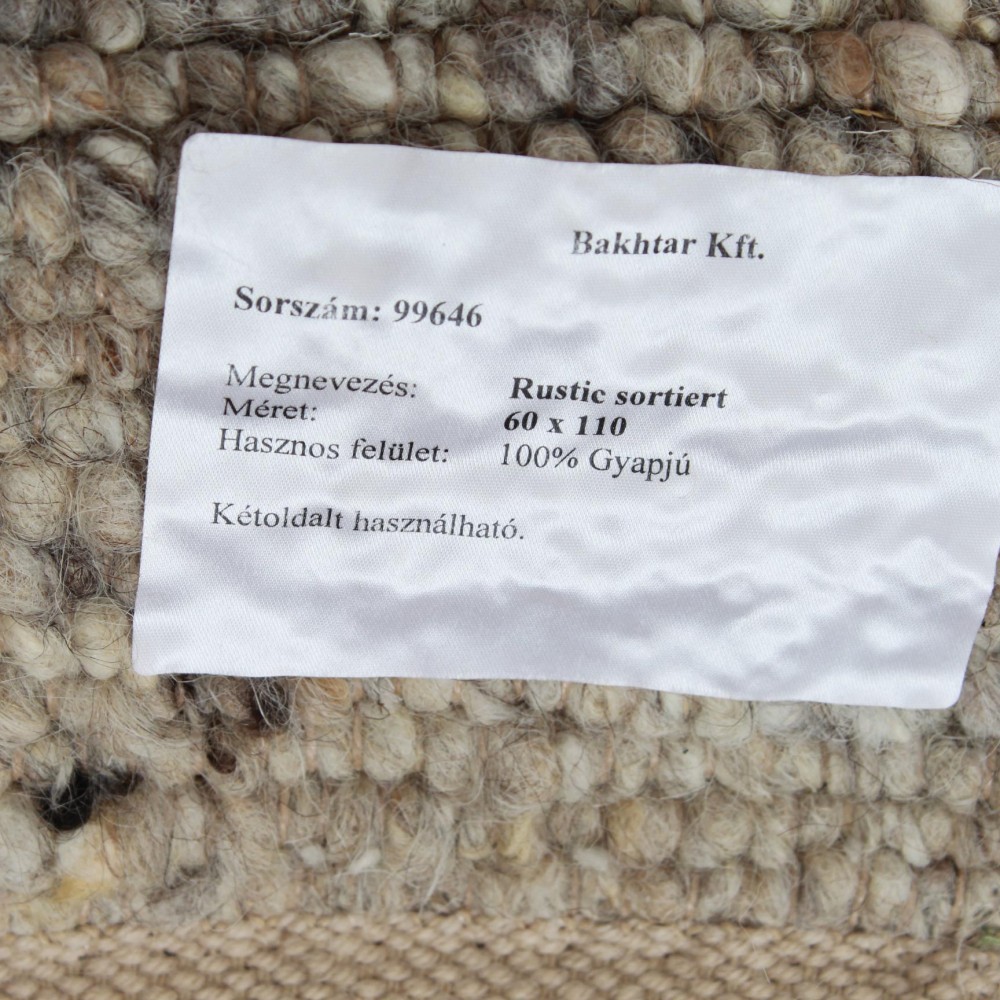 Bakhtar Kft.
Sorszám: 99646
Megnevezés: Rustic sortiert
Méret: 60 x 110
Hasznos felület: 100% Gyapjú
Kétoldalt használható.